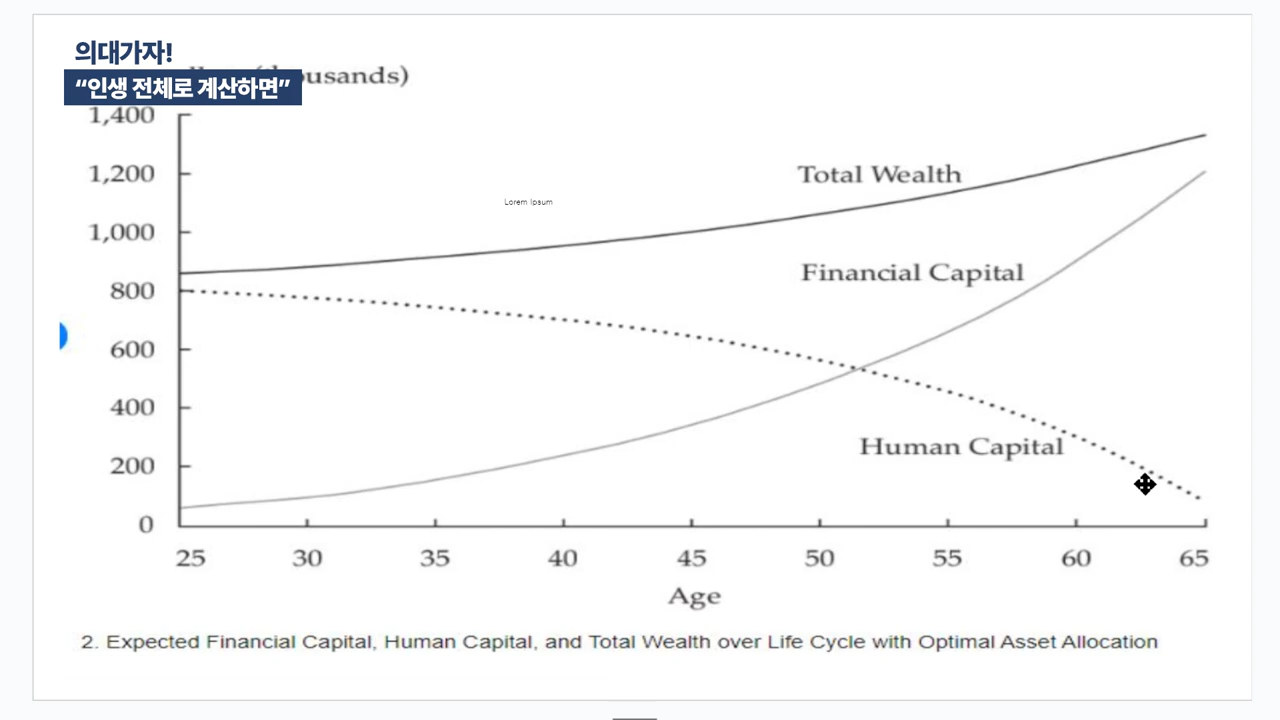 의대가자!
“인생 전체로 계산하면”
1,400
1,200
1,000
800
600
400
200
0
Total Wealth
Lorem Ipsum
Financial Capital
Human Capital
25 30 35 40 45 50 55 60 65
Age
2. Expected Financial Capital, Human Capital, and Total Wealth over Life Cycle with Optimal Asset Allocation